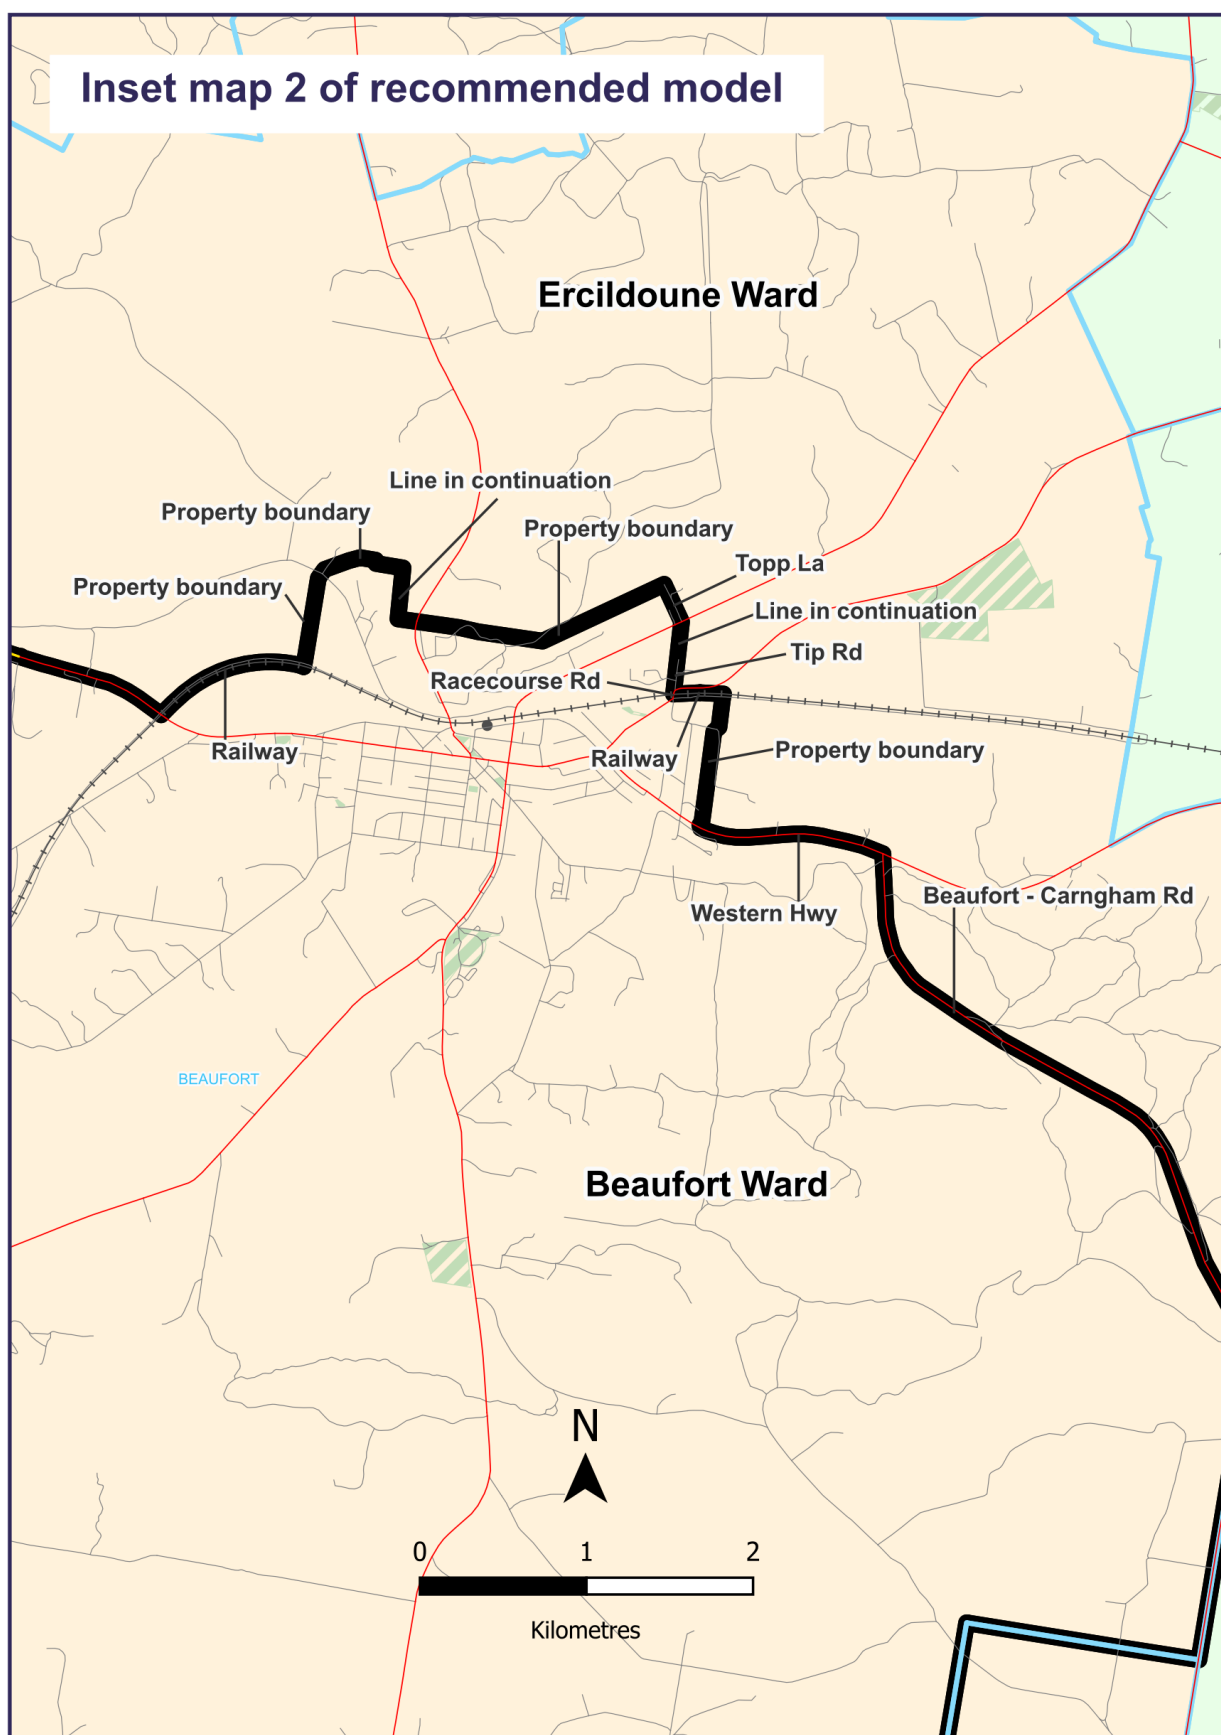 Inset map 2 of recommended model
Ercildoune Ward
Line in continuation
Property boundary
Property boundary
Topp La
Property boundary
Line in continuation
Tip Rd
Racecourse Rd
Railway
Railway
Property boundary
Western Hwy
Beaufort - Carngham Rd
BEAUFORT
Beaufort Ward
N
0 1 2
Kilometres